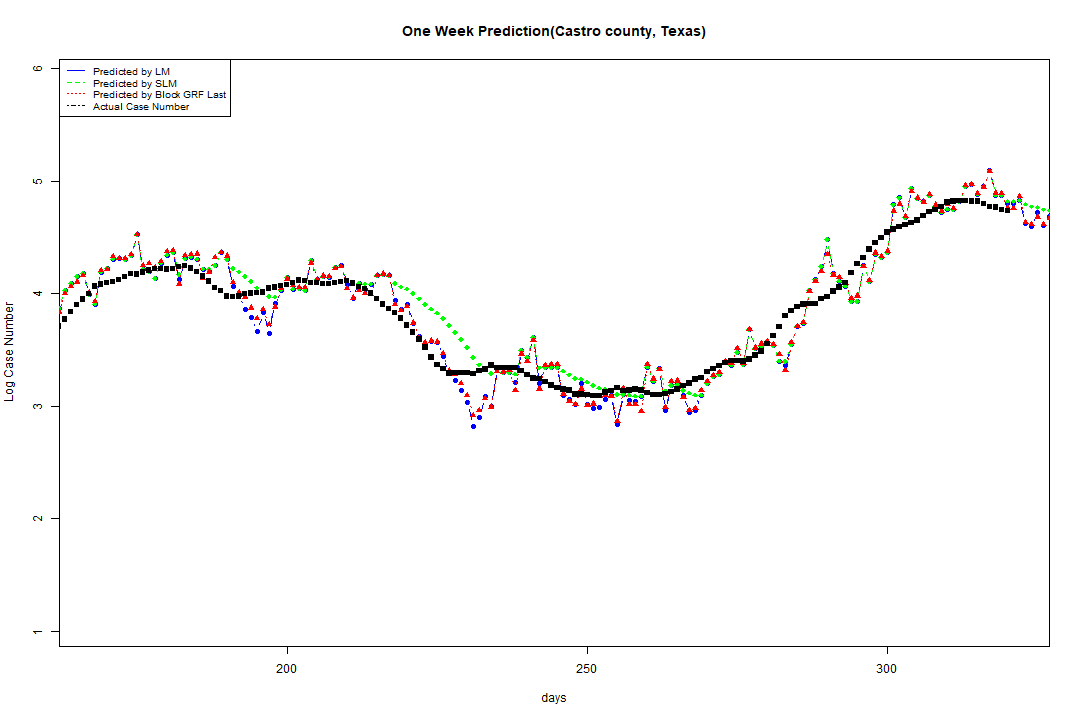 One Week Prediction(Castro county, Texas)
Predicted by LM
Predicted by SLM
Predicted by Block GRF Last
Actual Case Number
6
5
4
3
2
1
Log Case Number
200
250
300
days